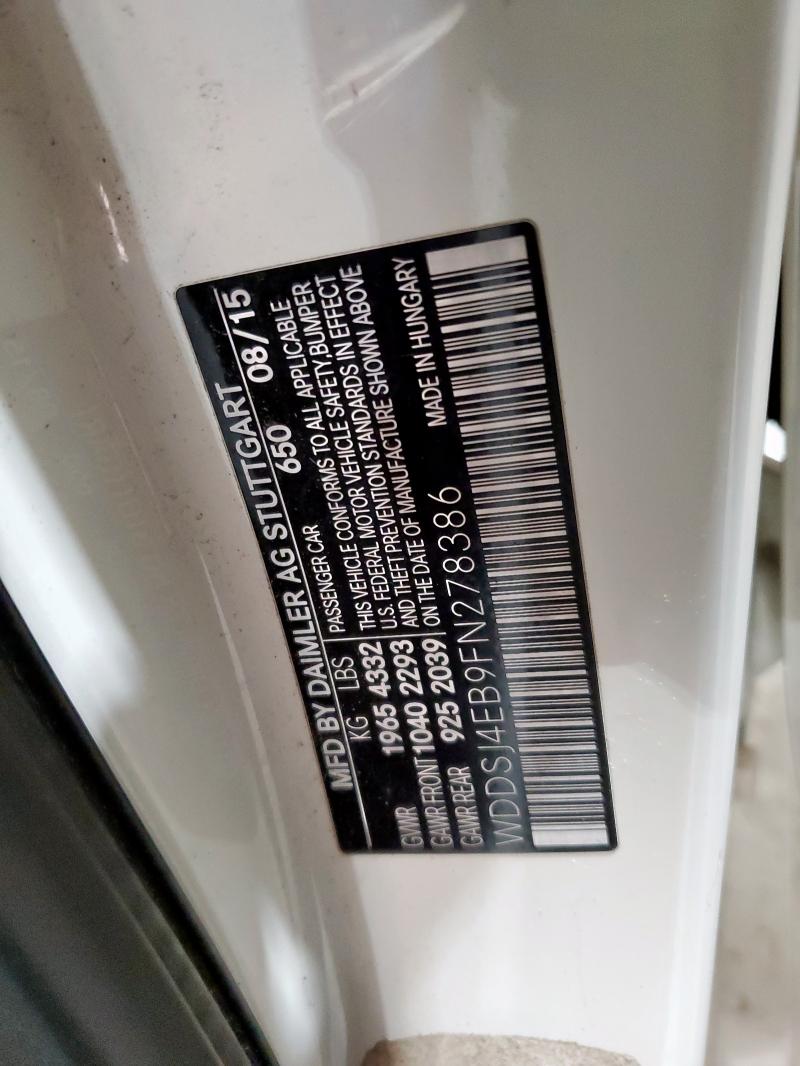 MFD BY DAIMLER AG STUTTGART
KG LBS PASSENGER CAR 650 08/15
GVWR 1965 4332 THIS VEHICLE CONFORMS TO ALL APPLICABLE
GAWR FRONT 1040 2293 U.S. FEDERAL MOTOR VEHICLE SAFETY, BUMPER
GAWR REAR 925 2039 AND THEFT PREVENTION STANDARDS IN EFFECT
ON THE DATE OF MANUFACTURE SHOWN ABOVE
WDDSJ4EB9FN278386 MADE IN HUNGARY